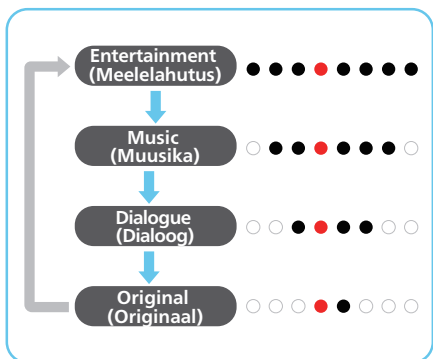 Entertainment
(Meelelahutus)
Music
(Muusika)
Dialogue
(Dialoog)
Original
(Originaal)